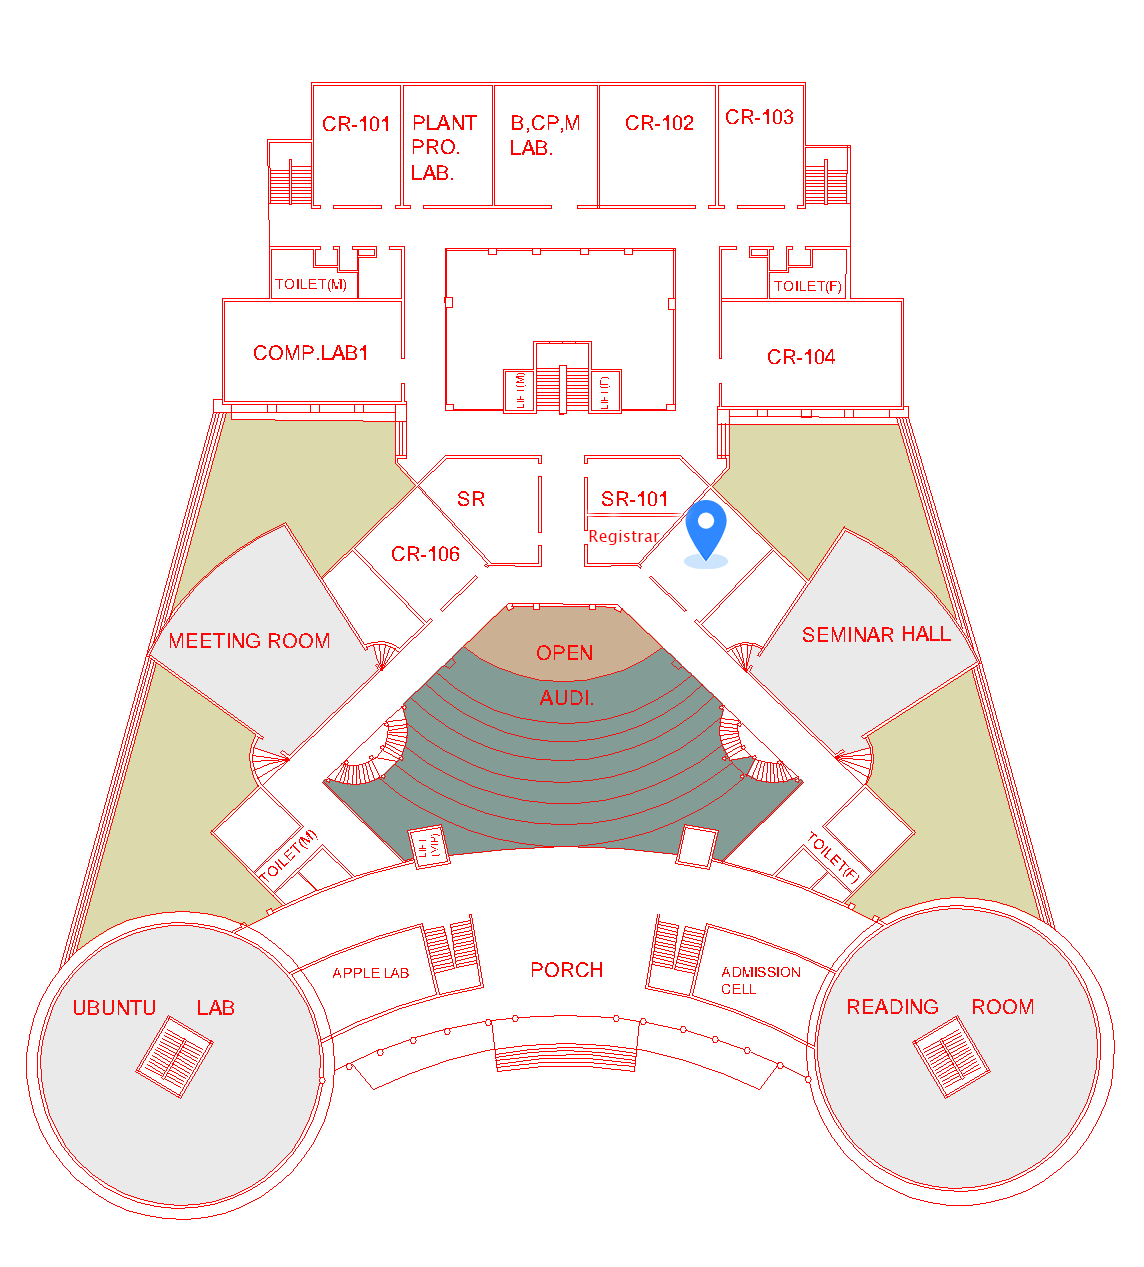 CR-101
PLANT
PRO.
LAB.
B,CP,M
LAB.
CR-102
CR-103
TOILET(M)
TOILET(F)
COMP.LAB1
CR-104
LIFT(M)
LIFT(F)
SR
SR-101
Registrar
CR-106
MEETING ROOM
SEMINAR HALL
OPEN
AUDI.
LIFT
(VIP)
TOILET(M)
TOILET(F)
APPLE LAB
PORCH
ADMISSION
CELL
UBUNTU LAB
READING ROOM